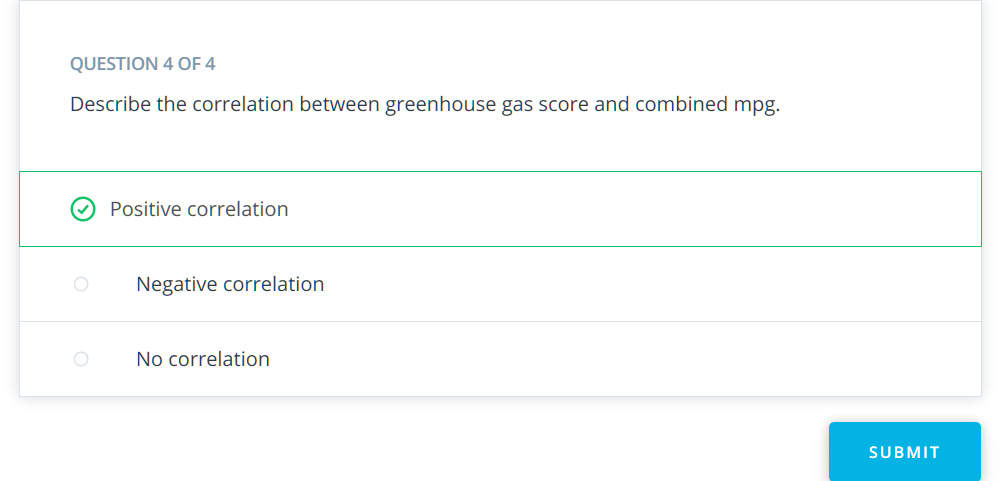 QUESTION 4 OF 4
Describe the correlation between greenhouse gas score and combined mpg.
Positive correlation
Negative correlation
No correlation
SUBMIT